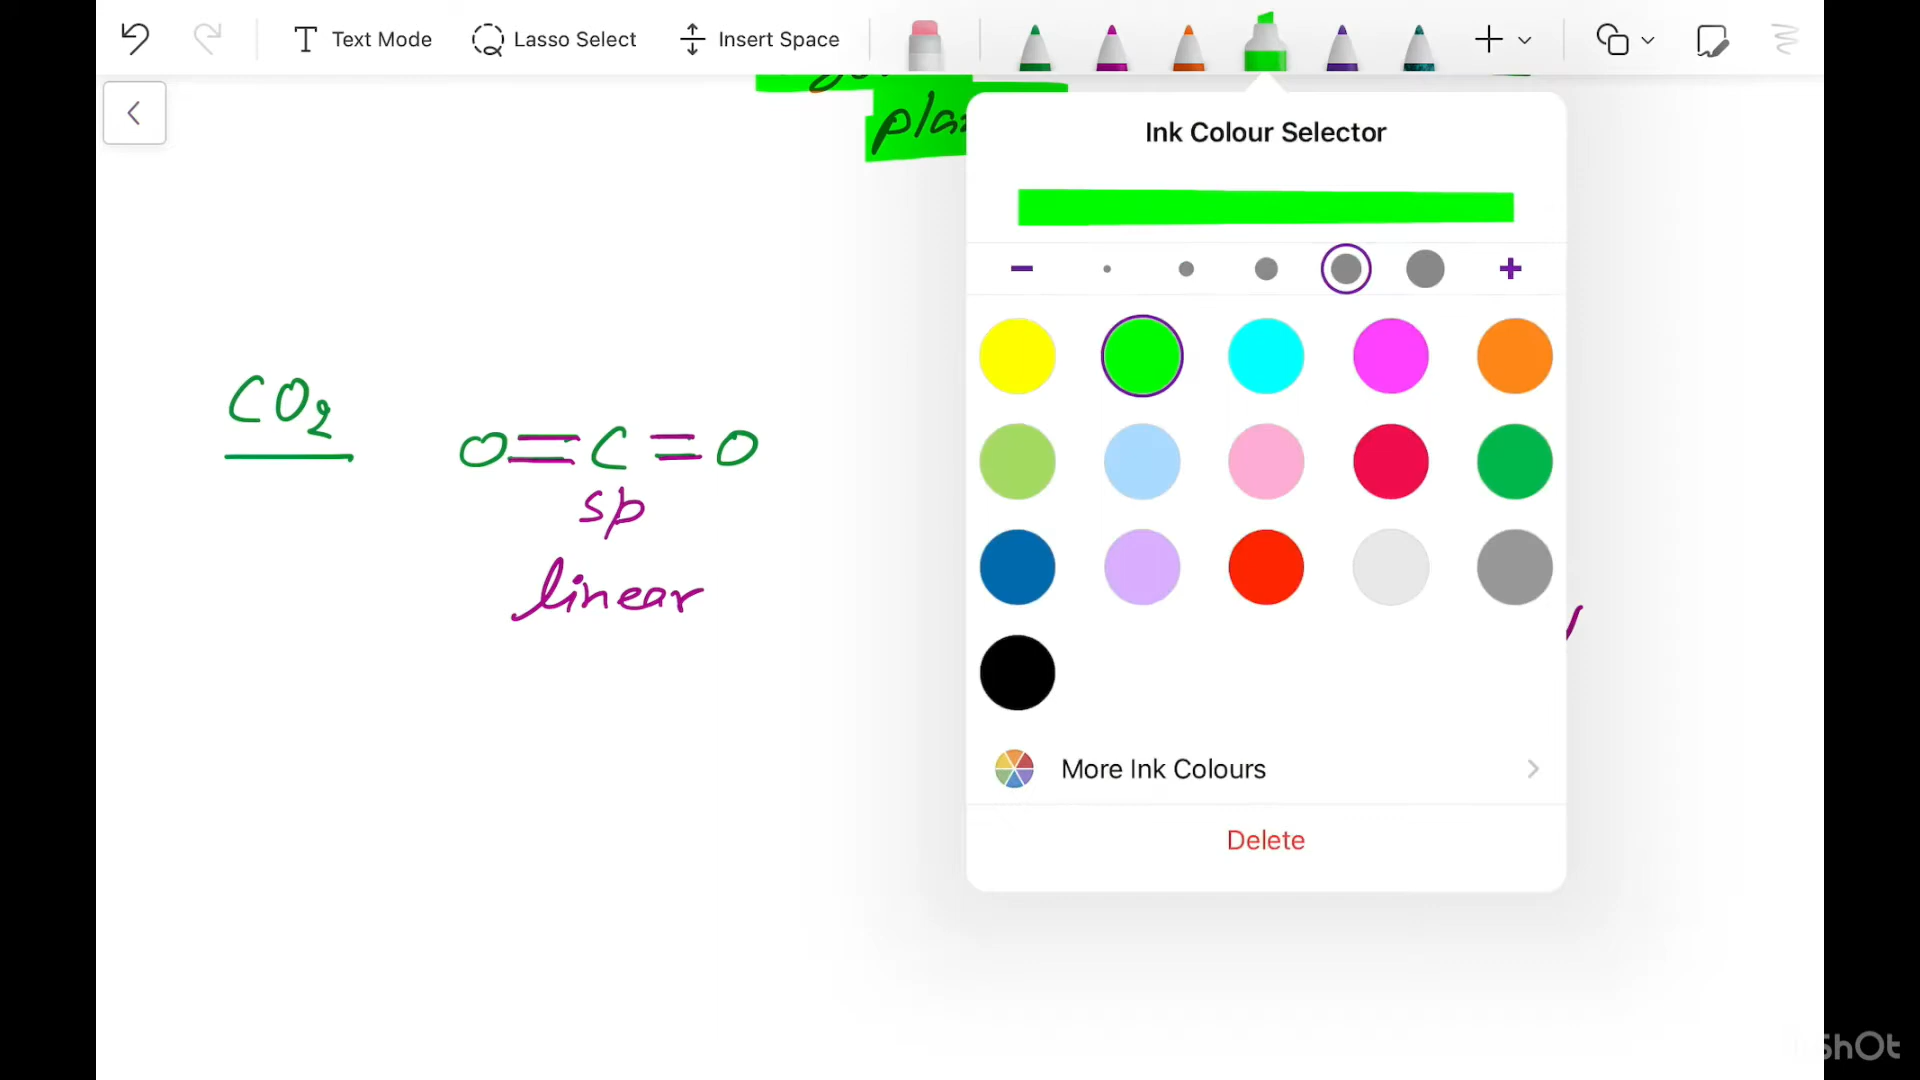 Text Mode Lasso Select Insert Space
Ink Colour Selector
CO2
O=C=O
sp
linear
More Ink Colours
Delete